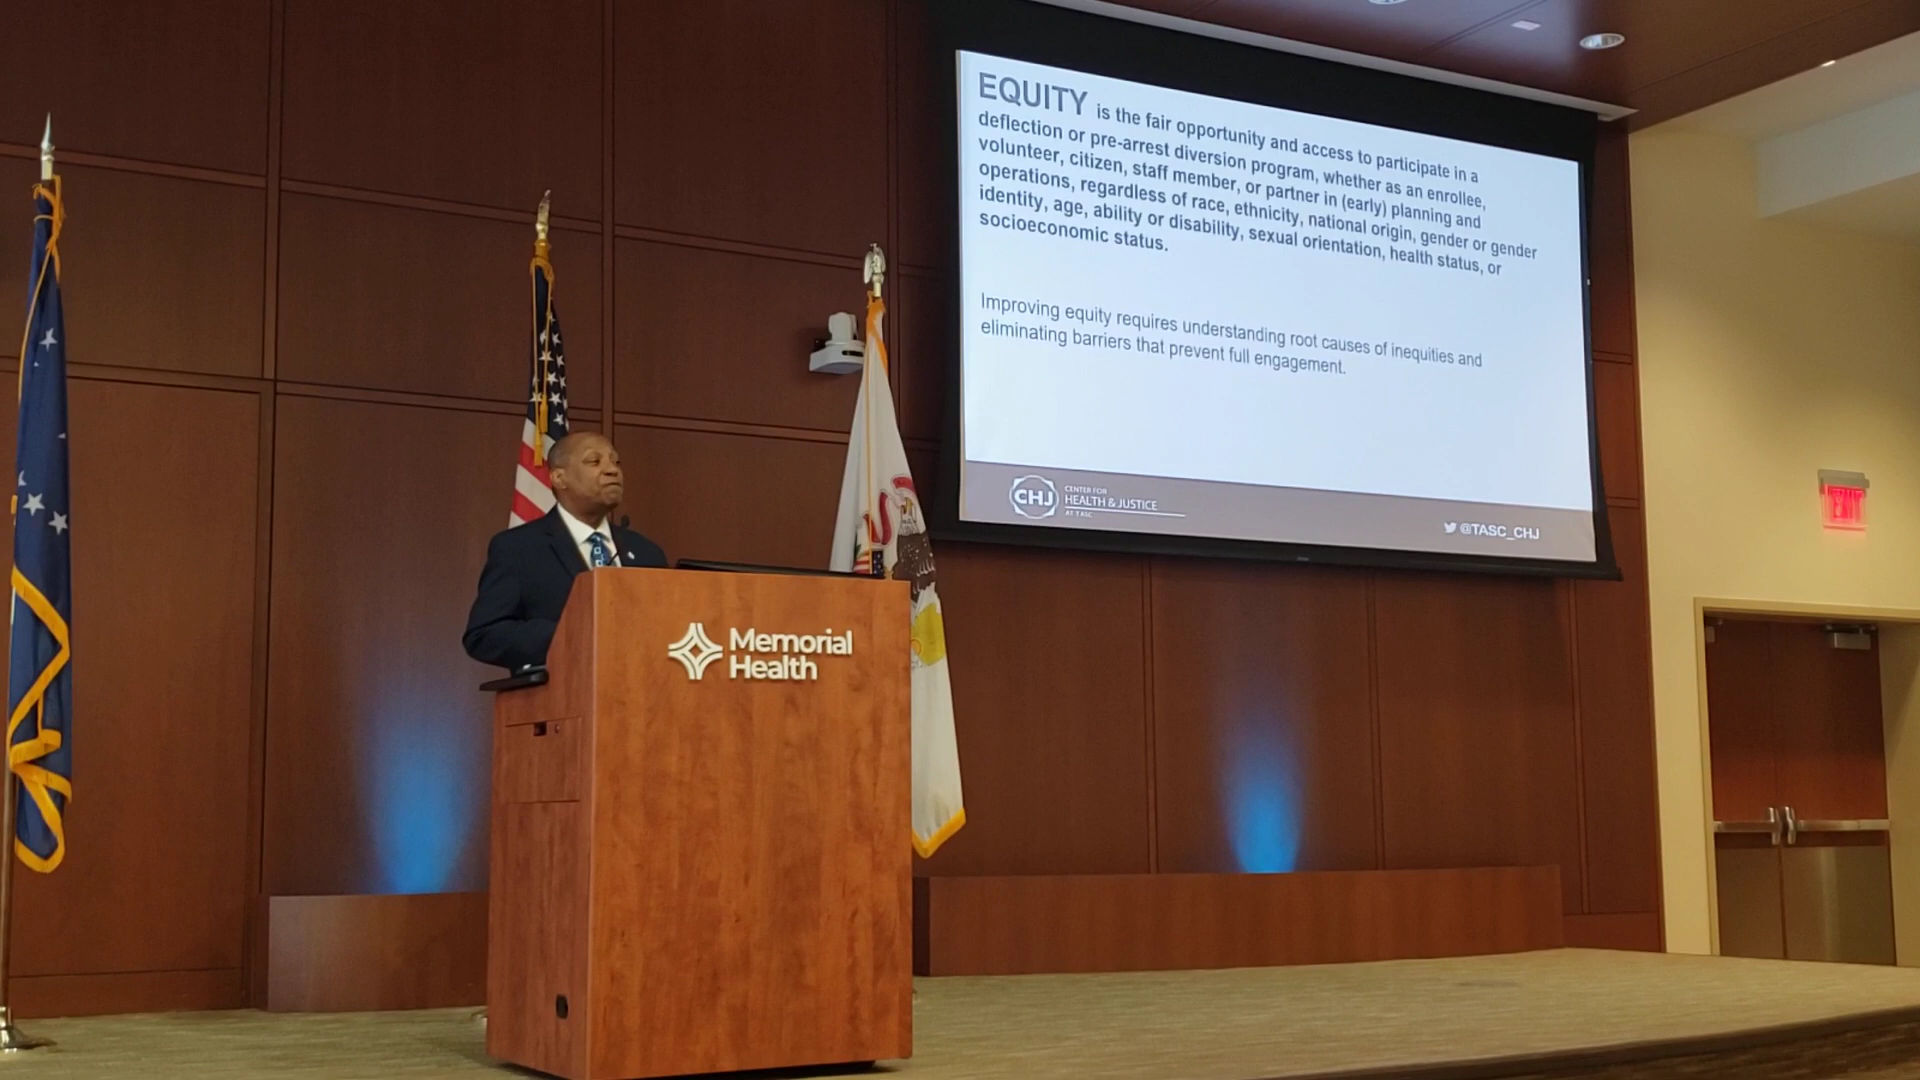 EQUITY is the fair opportunity and access to participate in a
deflection or pre-arrest diversion program, whether as an enrollee,
volunteer, citizen, staff member, or partner in (early) planning and
operations, regardless of race, ethnicity, national origin, gender or gender
identity, age, ability or disability, sexual orientation, health status, or
socioeconomic status.
Improving equity requires understanding root causes of inequities and
eliminating barriers that prevent full engagement.
CHJ
CENTER FOR
HEALTH & JUSTICE
AT TASC
@TASC_CHJ
EXIT
Memorial
Health